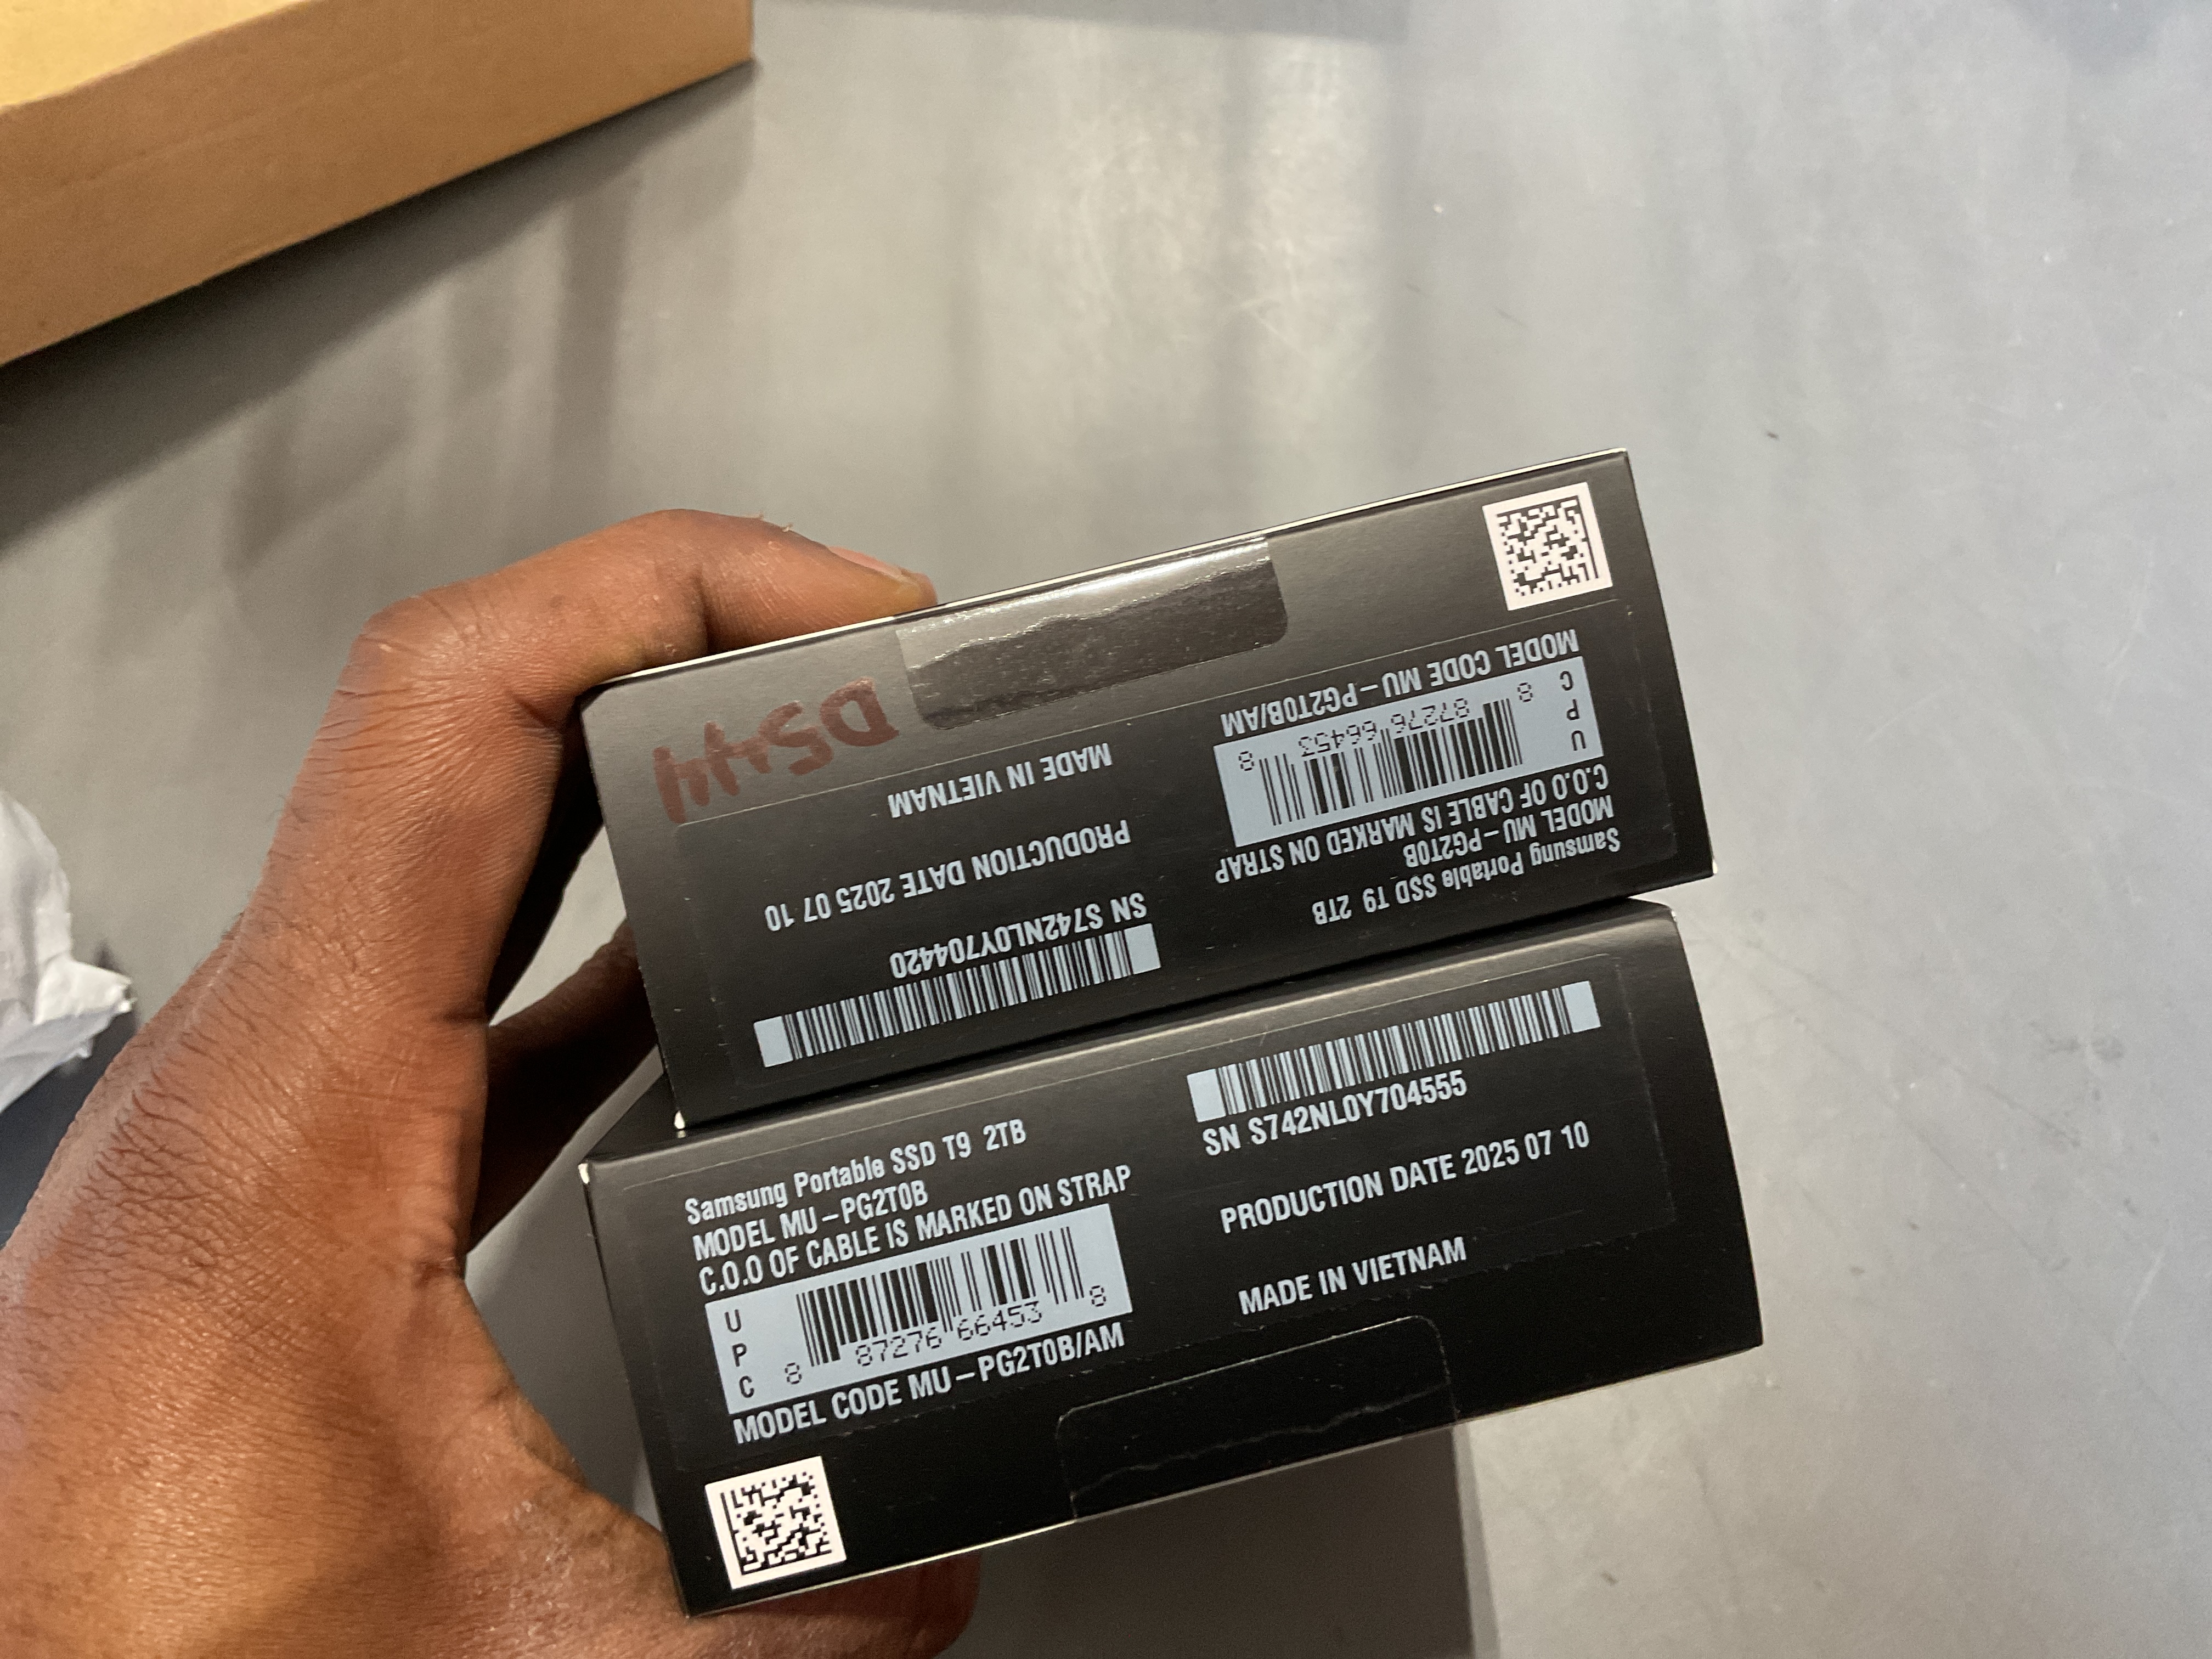 Samsung Portable SSD T9 2TB
MODEL MU-PG2T0B
C.O.O OF CABLE IS MARKED ON STRAP
UPC
8 87276 66453 8
MODEL CODE MU-PG2T0B/AM
SN S742NL0Y704420
PRODUCTION DATE 2025 07 10
MADE IN VIETNAM
Samsung Portable SSD T9 2TB
MODEL MU-PG2T0B
C.O.O OF CABLE IS MARKED ON STRAP
UPC
8 87276 66453 8
MODEL CODE MU-PG2T0B/AM
SN S742NL0Y704555
PRODUCTION DATE 2025 07 10
MADE IN VIETNAM